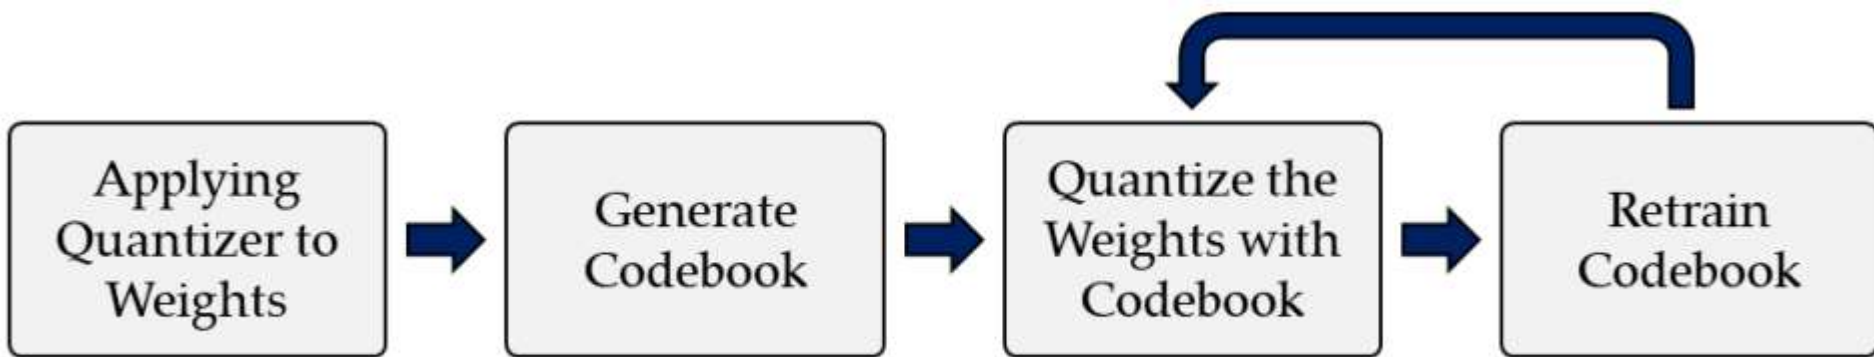 Applying
Quantizer to
Weights
Generate
Codebook
Quantize the
Weights with
Codebook
Retrain
Codebook